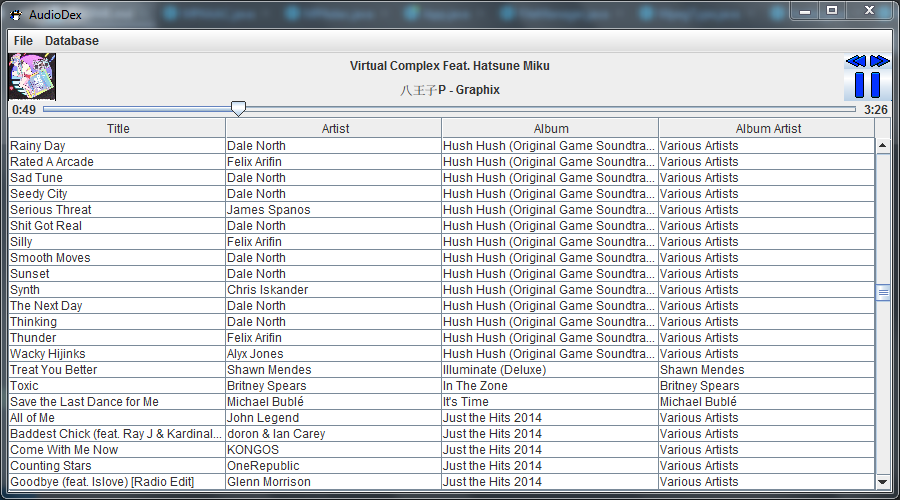 AudioDex
File Database
Virtual Complex Feat. Hatsune Miku
八王子P - Graphix
0:49 3:26
Title Artist Album Album Artist
Rainy Day Dale North Hush Hush (Original Game Soundtra... Various Artists
Rated A Arcade Felix Arifin Hush Hush (Original Game Soundtra... Various Artists
Sad Tune Dale North Hush Hush (Original Game Soundtra... Various Artists
Seedy City Dale North Hush Hush (Original Game Soundtra... Various Artists
Serious Threat James Spanos Hush Hush (Original Game Soundtra... Various Artists
Shit Got Real Dale North Hush Hush (Original Game Soundtra... Various Artists
Silly Felix Arifin Hush Hush (Original Game Soundtra... Various Artists
Smooth Moves Dale North Hush Hush (Original Game Soundtra... Various Artists
Sunset Dale North Hush Hush (Original Game Soundtra... Various Artists
Synth Chris Iskander Hush Hush (Original Game Soundtra... Various Artists
The Next Day Dale North Hush Hush (Original Game Soundtra... Various Artists
Thinking Dale North Hush Hush (Original Game Soundtra... Various Artists
Thunder Felix Arifin Hush Hush (Original Game Soundtra... Various Artists
Wacky Hijinks Alyx Jones Hush Hush (Original Game Soundtra... Various Artists
Treat You Better Shawn Mendes Illuminate (Deluxe) Shawn Mendes
Toxic Britney Spears In The Zone Britney Spears
Save the Last Dance for Me Michael Bublé It's Time Michael Bublé
All of Me John Legend Just the Hits 2014 Various Artists
Baddest Chick (feat. Ray J & Kardinal... doron & Ian Carey Just the Hits 2014 Various Artists
Come With Me Now KONGOS Just the Hits 2014 Various Artists
Counting Stars OneRepublic Just the Hits 2014 Various Artists
Goodbye (feat. Islove) [Radio Edit] Glenn Morrison Just the Hits 2014 Various Artists